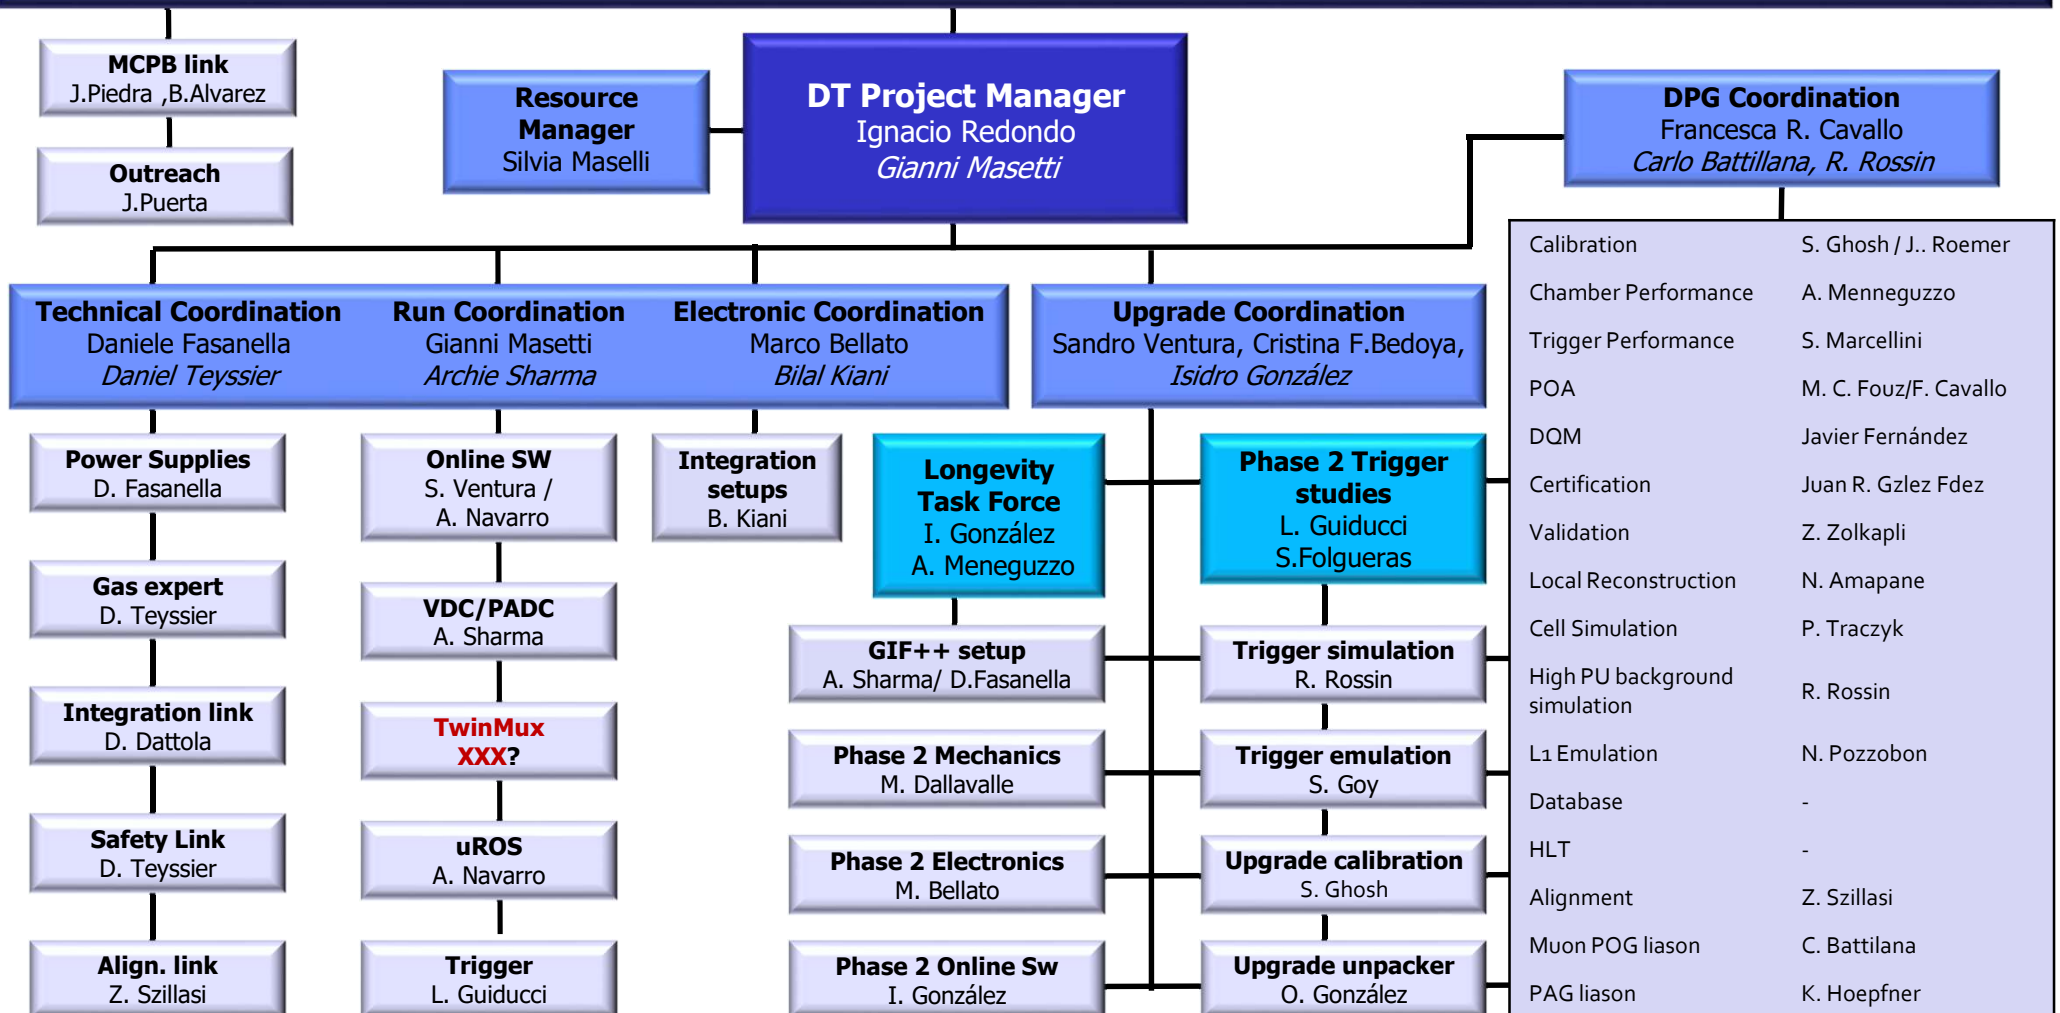 MCPB link
J.Piedra ,B.Alvarez
Outreach
J.Puerta
Resource
Manager
Silvia Maselli
DT Project Manager
Ignacio Redondo
Gianni Masetti
DPG Coordination
Francesca R. Cavallo
Carlo Battillana, R. Rossin
Technical Coordination
Daniele Fasanella
Daniel Teyssier
Run Coordination
Gianni Masetti
Archie Sharma
Electronic Coordination
Marco Bellato
Bilal Kiani
Upgrade Coordination
Sandro Ventura, Cristina F.Bedoya,
Isidro González
Power Supplies
D. Fasanella
Gas expert
D. Teyssier
Integration link
D. Dattola
Safety Link
D. Teyssier
Align. link
Z. Szillasi
Online SW
S. Ventura /
A. Navarro
VDC/PADC
A. Sharma
TwinMux
XXX?
uROS
A. Navarro
Trigger
L. Guiducci
Integration
setups
B. Kiani
Longevity
Task Force
I. González
A. Meneguzzo
GIF++ setup
A. Sharma/ D.Fasanella
Phase 2 Mechanics
M. Dallavalle
Phase 2 Electronics
M. Bellato
Phase 2 Online Sw
I. González
Phase 2 Trigger
studies
L. Guiducci
S.Folgueras
Trigger simulation
R. Rossin
Trigger emulation
S. Goy
Upgrade calibration
S. Ghosh
Upgrade unpacker
O. González
Calibration S. Ghosh / J.. Roemer
Chamber Performance A. Menneguzzo
Trigger Performance S. Marcellini
POA M. C. Fouz/F. Cavallo
DQM Javier Fernández
Certification Juan R. Gzlez Fdez
Validation Z. Zolkapli
Local Reconstruction N. Amapane
Cell Simulation P. Traczyk
High PU background
simulation R. Rossin
L1 Emulation N. Pozzobon
Database -
HLT -
Alignment Z. Szillasi
Muon POG liason C. Battilana
PAG liason K. Hoepfner